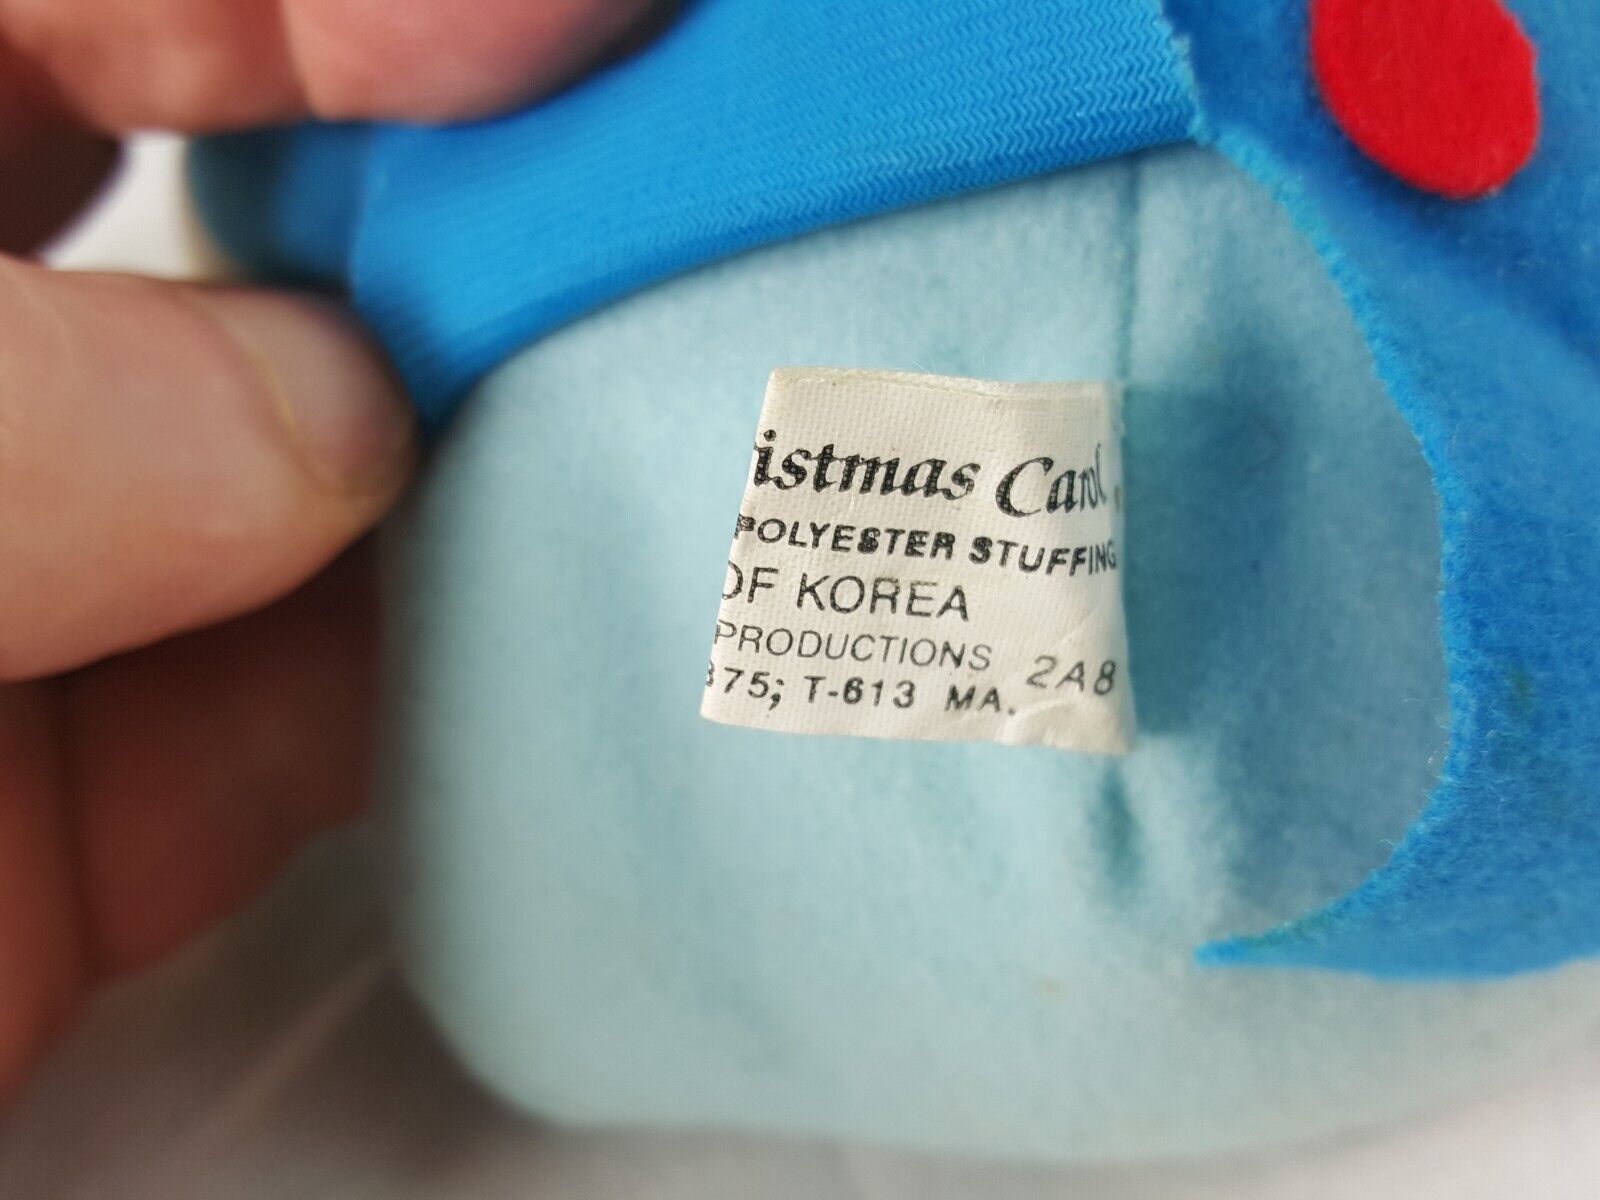 istmas Carol
POLYESTER STUFFING
OF KOREA
PRODUCTIONS 2A8
375; T-613 MA.